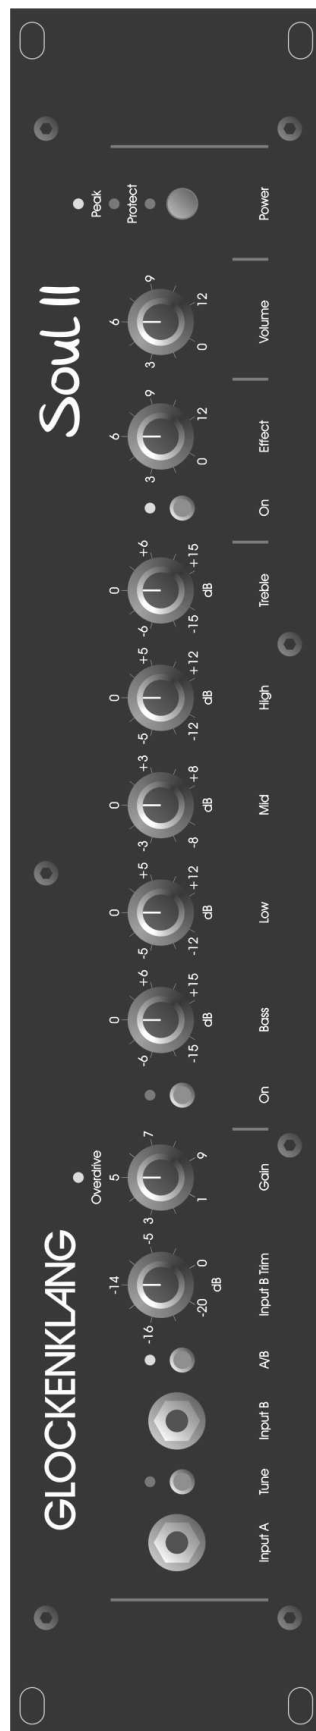 GLOCKENKLANG
Soul III
Overdrive
Peak
Protect
-14
-16 -5
-20 0
dB
5
3 7
1 9
0
-6 +6
-15 +15
dB
0
-5 +5
-12 +12
dB
0
-3 +3
-8 +8
dB
0
-5 +5
-12 +12
dB
0
-6 +6
-15 +15
dB
6
3 9
0 12
6
3 9
0 12
Input A
Tune
Input B
A/B
Input B Trim
Gain
On
Bass
Low
Mid
High
Treble
On
Effect
Volume
Power